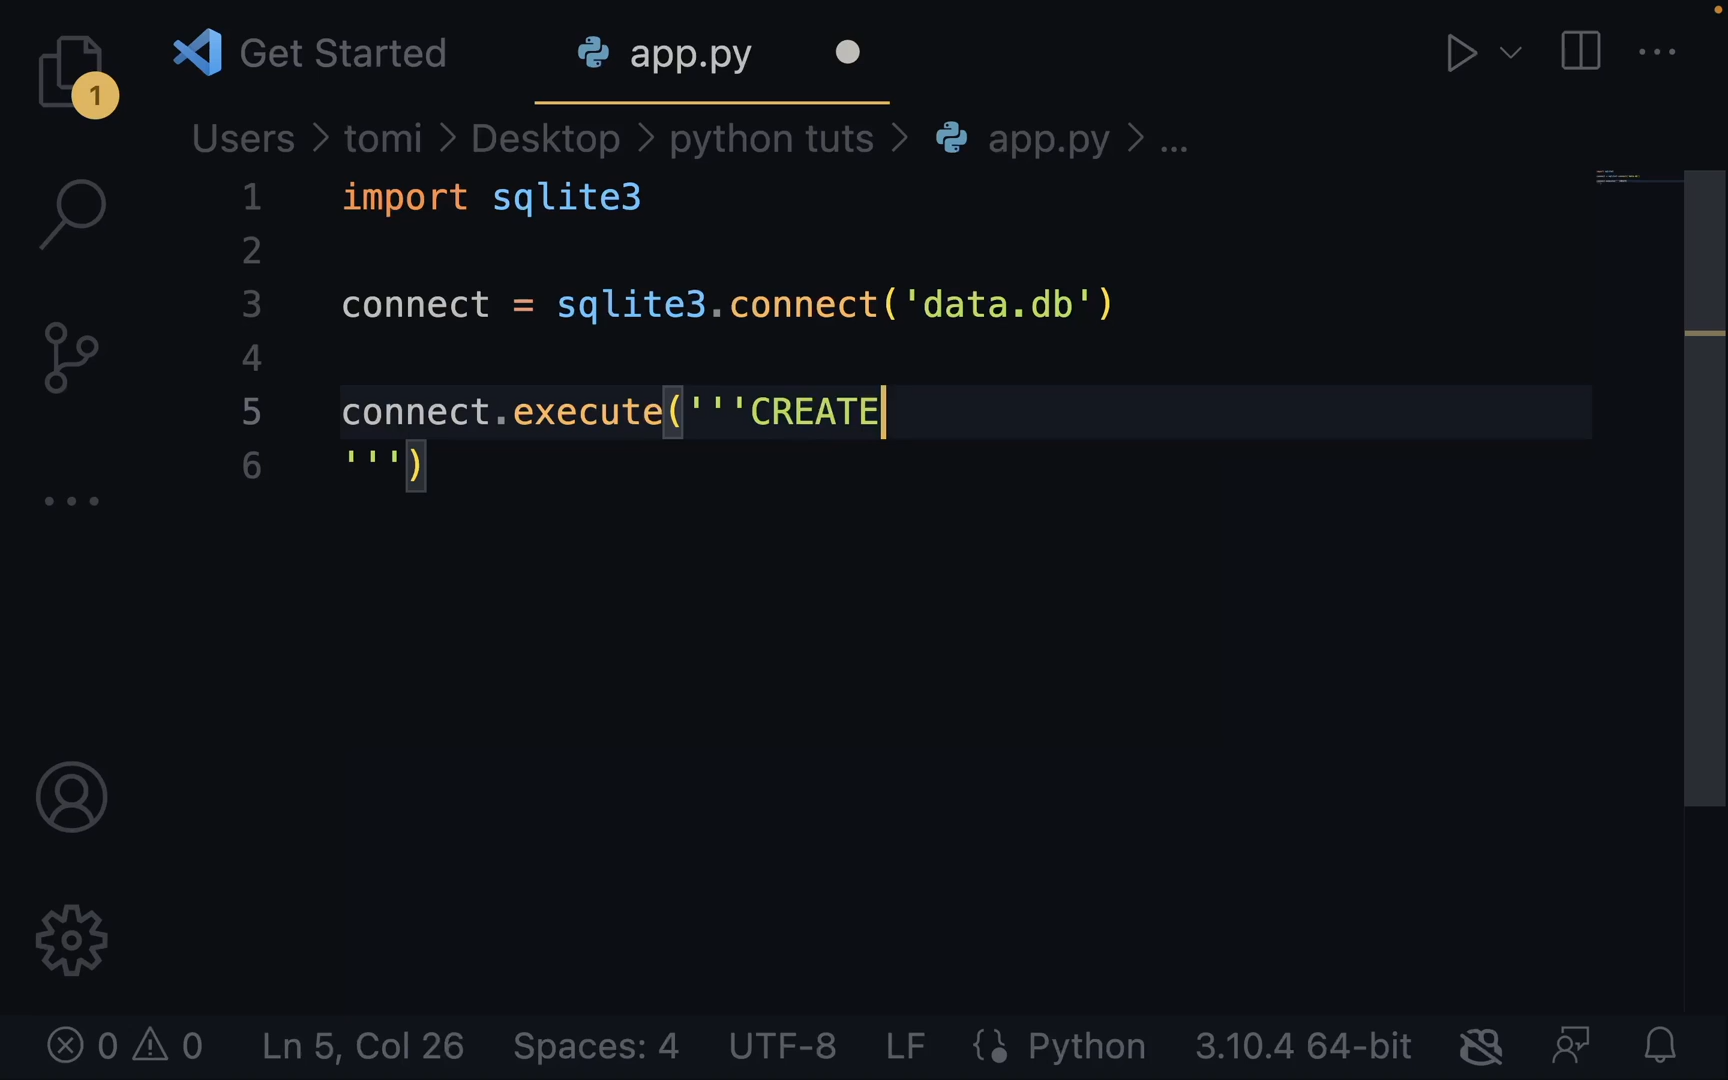 Get Started
app.py
1
Users > tomi > Desktop > python tuts > app.py > ...
1 import sqlite3
2
3 connect = sqlite3.connect('data.db')
4
5 connect.execute('''CREATE
6 ''')
0 0 Ln 5, Col 26 Spaces: 4 UTF-8 LF Python 3.10.4 64-bit